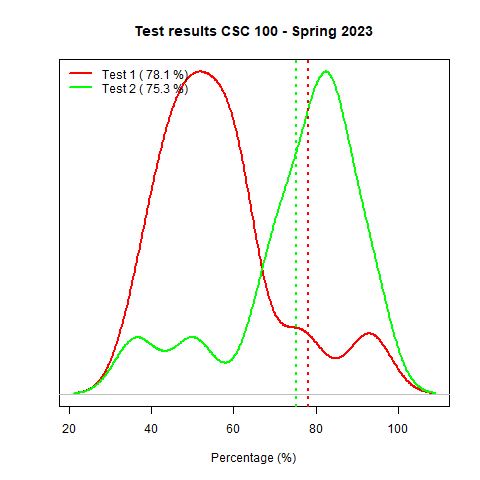 Test results CSC 100 - Spring 2023
Test 1 ( 78.1 %)
Test 2 ( 75.3 %)
20 40 60 80 100
Percentage (%)